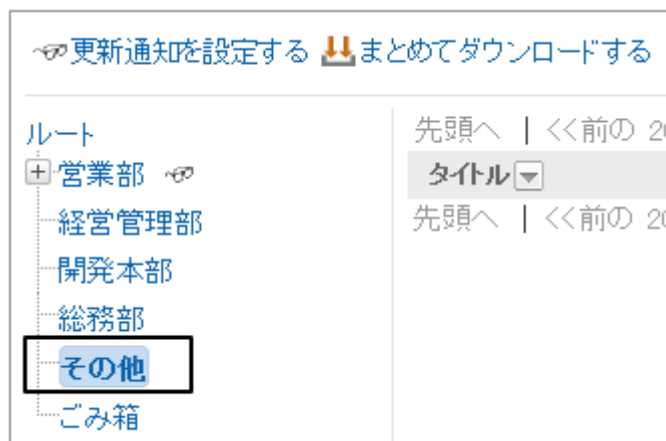 更新通知を設定する まとめてダウンロードする
ルート
営業部
経営管理部
開発本部
総務部
その他
ごみ箱
先頭へ | <<前の 20
タイトル
先頭へ | <<前の 20